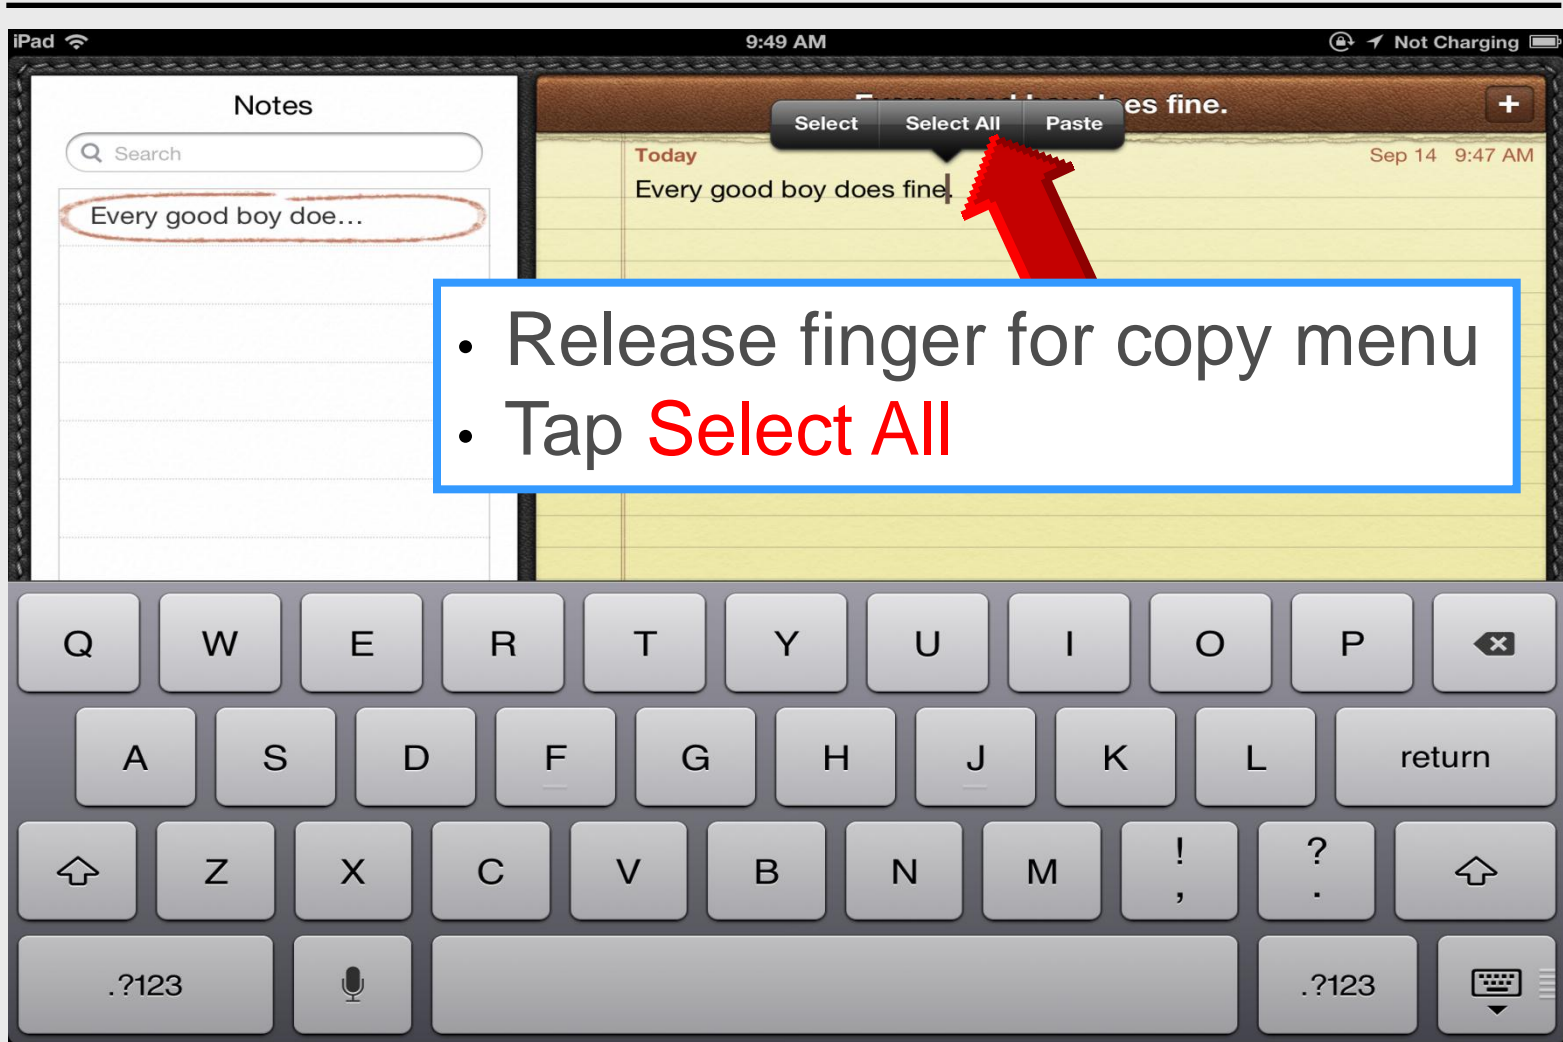 iPad 9:49 AM Not Charging
Notes
es fine.
+
Select Select All Paste
Search
Today Sep 14 9:47 AM
Every good boy does fine.
Every good boy doe...
• Release finger for copy menu
• Tap Select All
Q W E R T Y U I O P
A S D F G H J K L return
Z X C V B N M ! , ? .
.?123 .?123